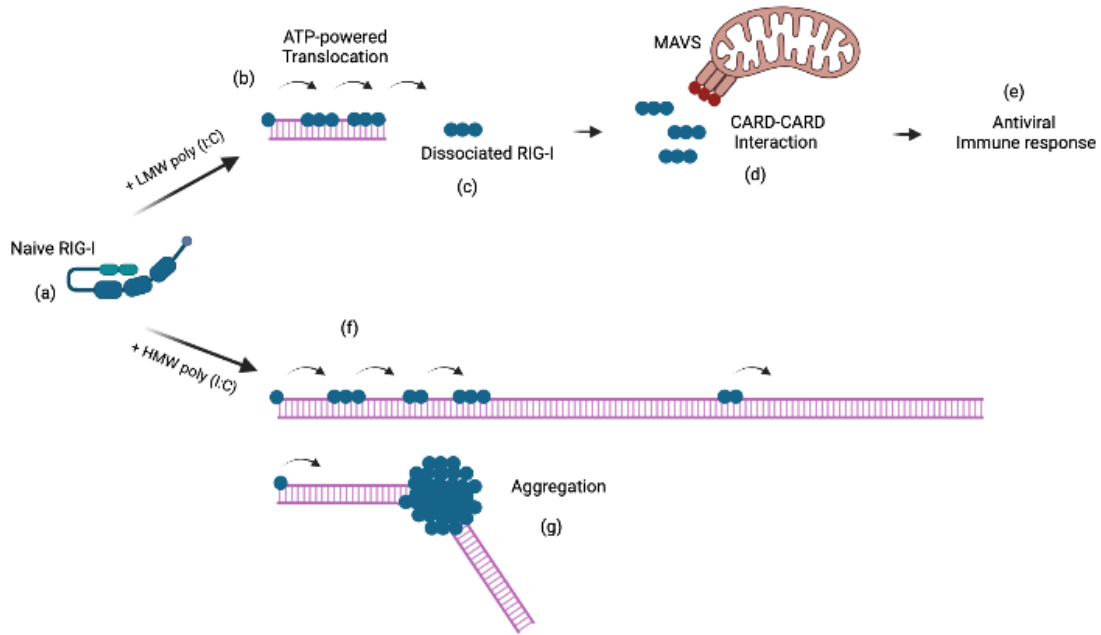 ATP-powered
Translocation
(b)
MAVS
(e)
+ LMW poly (I:C)
Dissociated RIG-I
(c)
CARD-CARD
Interaction
(d)
Antiviral
Immune response
Naive RIG-I
(a)
+ HMW poly (I:C)
(f)
Aggregation
(g)